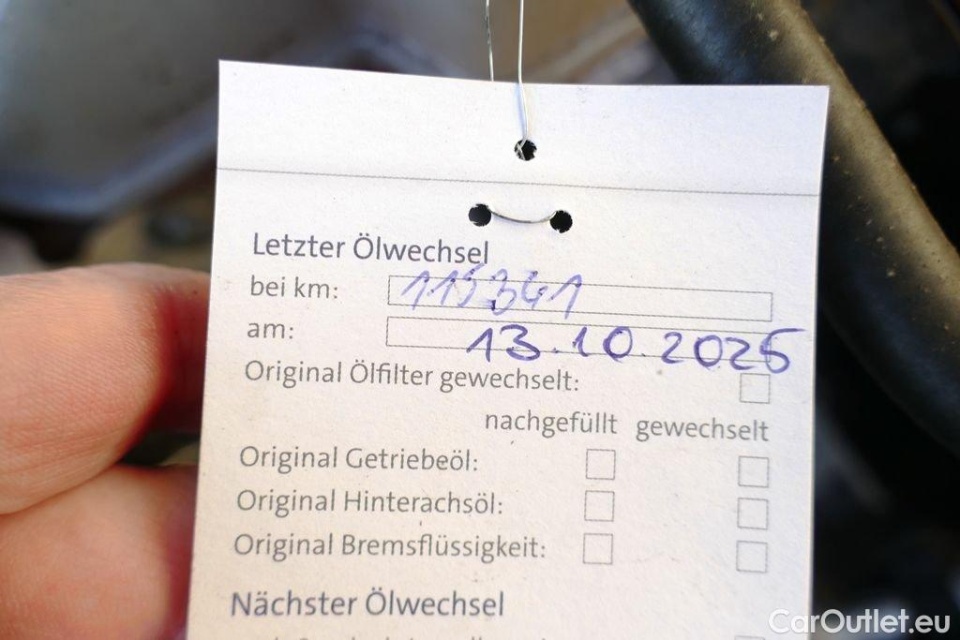 Letzter Ölwechsel
bei km: 115341
am: 13.10.2025
Original Ölfilter gewechselt:
nachgefüllt gewechselt
Original Getriebeöl:
Original Hinterachsöl:
Original Bremsflüssigkeit:
Nächster Ölwechsel
CarOutlet.eu